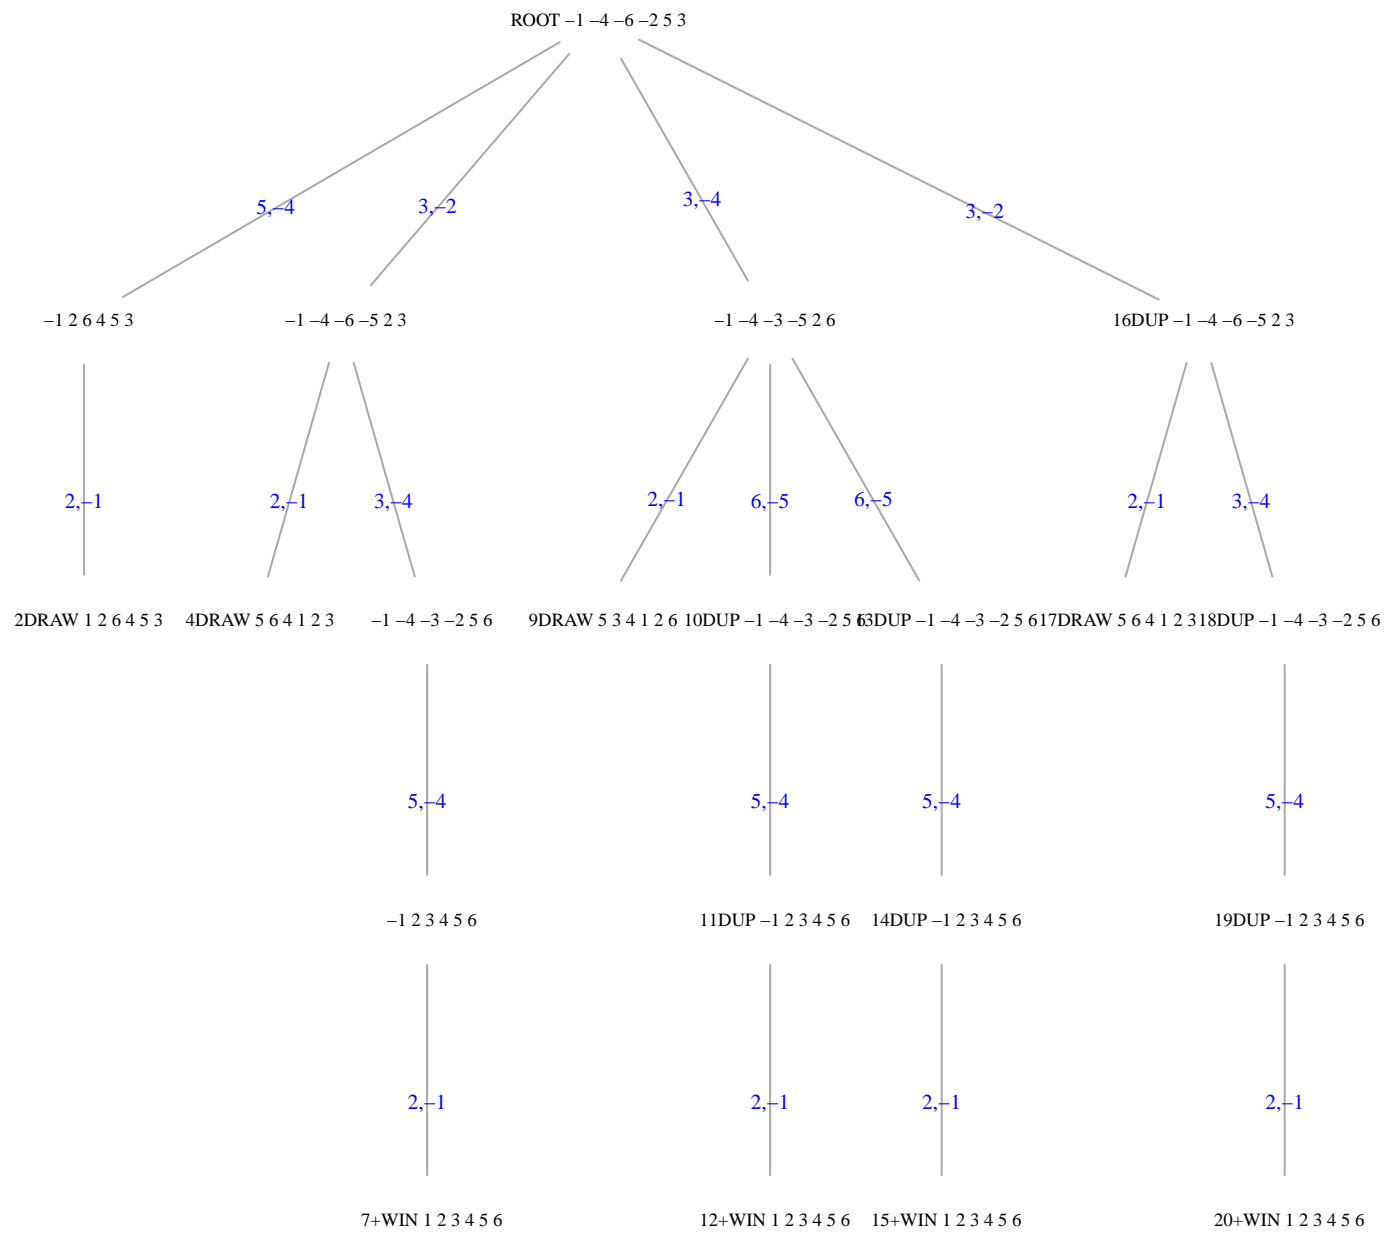 ROOT –1 –4 –6 –2 5 3
5,–4
3,–2
3,–4
3,–2
–1 2 6 4 5 3
–1 –4 –6 –5 2 3
–1 –4 –3 –5 2 6
16DUP –1 –4 –6 –5 2 3
2,–1
2,–1
3,–4
2,–1
6,–5
6,–5
2,–1
3,–4
2DRAW 1 2 6 4 5 3
4DRAW 5 6 4 1 2 3
–1 –4 –3 –2 5 6
9DRAW 5 3 4 1 2 6
10DUP –1 –4 –3 –2 5 6
13DUP –1 –4 –3 –2 5 6
17DRAW 5 6 4 1 2 3
18DUP –1 –4 –3 –2 5 6
5,–4
5,–4
5,–4
5,–4
–1 2 3 4 5 6
11DUP –1 2 3 4 5 6
14DUP –1 2 3 4 5 6
19DUP –1 2 3 4 5 6
2,–1
2,–1
2,–1
2,–1
7+WIN 1 2 3 4 5 6
12+WIN 1 2 3 4 5 6
15+WIN 1 2 3 4 5 6
20+WIN 1 2 3 4 5 6